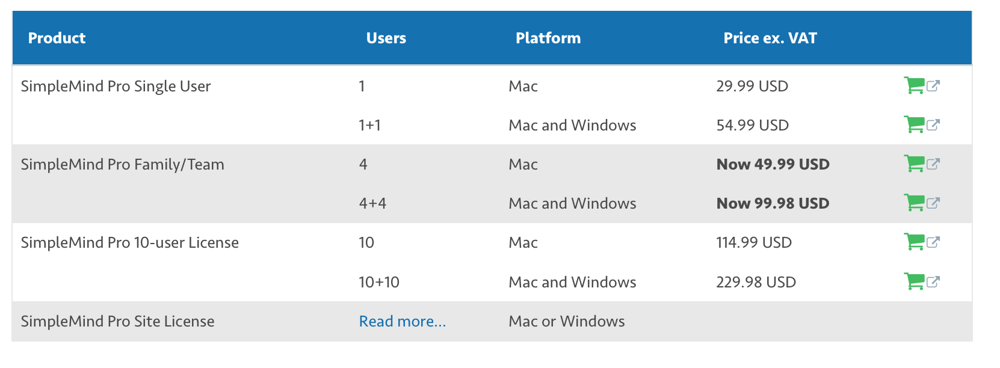 Product Users Platform Price ex. VAT
SimpleMind Pro Single User 1 Mac 29.99 USD
1+1 Mac and Windows 54.99 USD
SimpleMind Pro Family/Team 4 Mac Now 49.99 USD
4+4 Mac and Windows Now 99.98 USD
SimpleMind Pro 10-user License 10 Mac 114.99 USD
10+10 Mac and Windows 229.98 USD
SimpleMind Pro Site License Read more... Mac or Windows